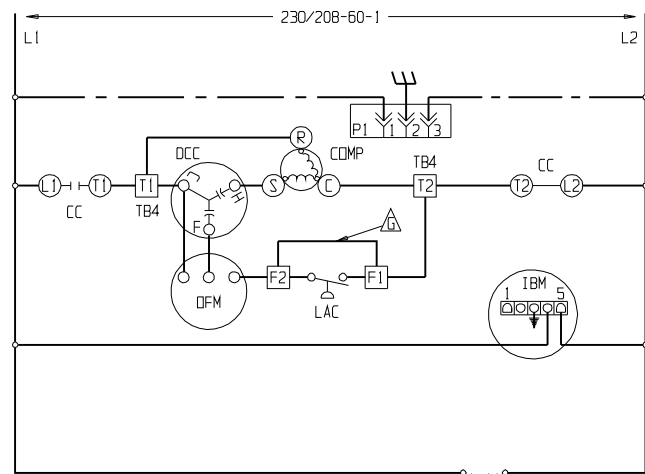 230/208-60-1
L1
L2
P1 1 2 3
R
COMP
DCC
TB4
CC
L1 T1 T1 C H S C T2 T2 L2
CC
TB4
F
G
F2 F1
OFM
LAC
IBM
1 5